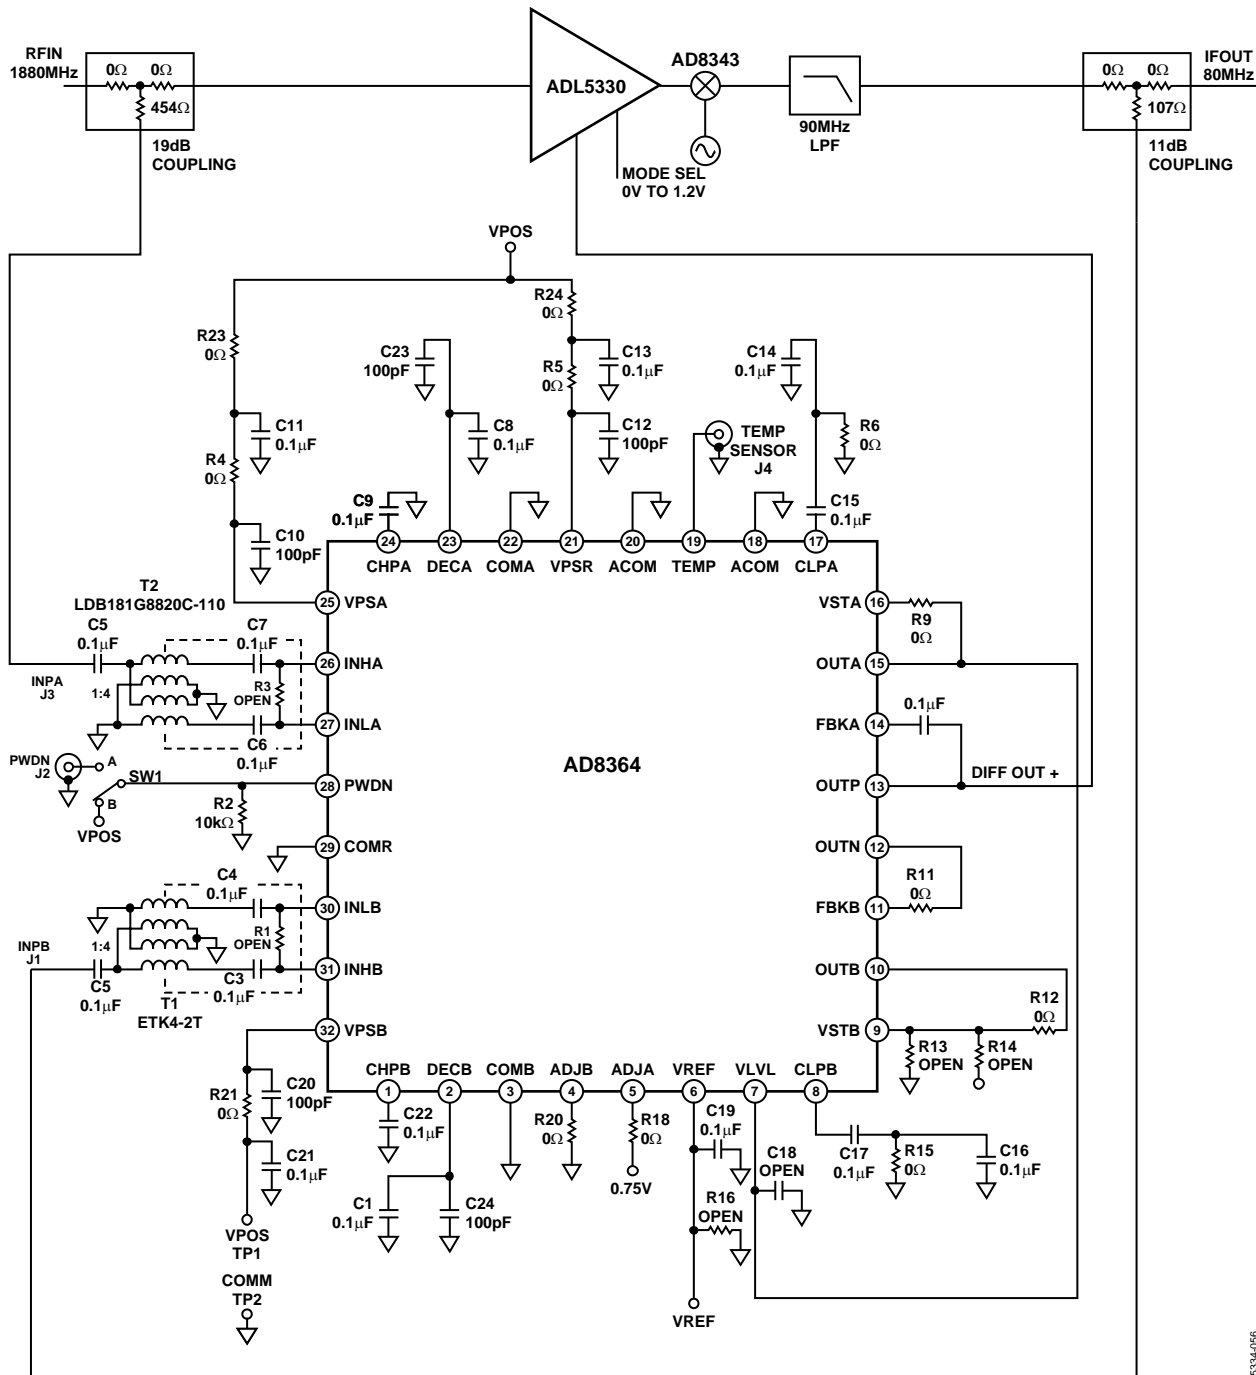 RFIN
1880MHz
0Ω 0Ω
454Ω
19dB
COUPLING
ADL5330
AD8343
MODE SEL
0V TO 1.2V
90MHz
LPF
0Ω 0Ω
107Ω
11dB
COUPLING
IFOUT
80MHz
VPOS
R23
0Ω
C11
0.1μF
R4
0Ω
C10
100pF
C23
100pF
C8
0.1μF
C9
0.1μF
R24
0Ω
C13
0.1μF
R5
0Ω
C12
100pF
TEMP
SENSOR
J4
C14
0.1μF
R6
0Ω
C15
0.1μF
24 23 22 21 20 19 18 17
CHPA DECA COMA VPSR ACOM TEMP ACOM CLPA
T2
LDB181G8820C-110
C5
0.1μF
C7
0.1μF
INPA
J3
1:4
R3
OPEN
C6
0.1μF
PWDN
J2
A
SW1
B
VPOS
R2
10kΩ
C4
0.1μF
INPB
J1
1:4
R1
OPEN
C5
0.1μF
C3
0.1μF
T1
ETK4-2T
25 VPSA
26 INHA
27 INLA
28 PWDN
29 COMR
30 INLB
31 INHB
32 VPSB
AD8364
VSTA 16
OUTA 15
FBKA 14
OUTP 13
OUTN 12
FBKB 11
OUTB 10
VSTB 9
R9
0Ω
0.1μF
DIFF OUT +
R11
0Ω
R12
0Ω
R13
OPEN
R14
OPEN
CHPB DECB COMB ADJB ADJA VREF VLVL CLPB
1 2 3 4 5 6 7 8
R21
0Ω
C20
100pF
C21
0.1μF
VPOS
TP1
COMM
TP2
C22
0.1μF
C1
0.1μF
C24
100pF
R20
0Ω
R18
0Ω
0.75V
C19
0.1μF
C18
OPEN
R16
OPEN
VREF
C17
0.1μF
R15
0Ω
C16
0.1μF
5334-056